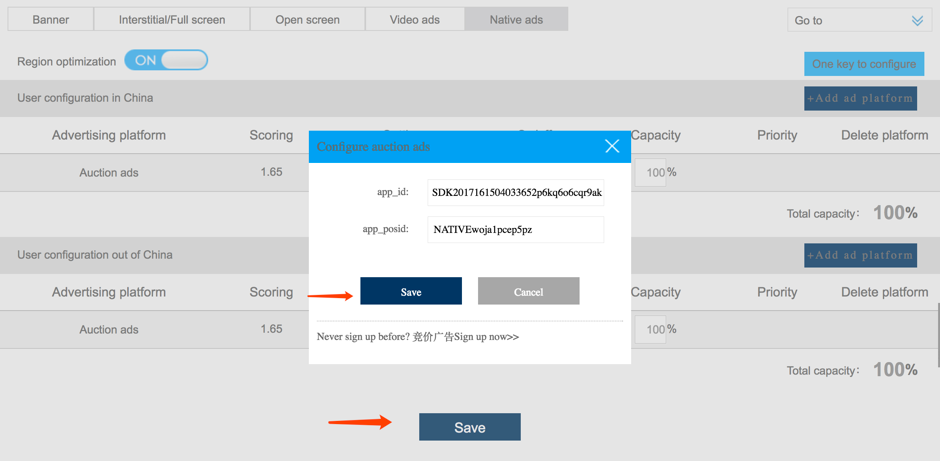 Banner Interstitial/Full screen Open screen Video ads Native ads Go to
Region optimization ON One key to configure
User configuration in China +Add ad platform
Advertising platform Scoring Capacity Priority Delete platform
Configure auction ads
Auction ads 1.65 100 %
app_id: SDK2017161504033652p6kq6o6cqr9ak
Total capacity: 100%
app_posid: NATIVEwoja1pcep5pz
User configuration out of China +Add ad platform
Advertising platform Scoring Capacity Priority Delete platform
Save Cancel
Auction ads 1.65 100 %
Never sign up before? 竞价广告Sign up now>>
Total capacity: 100%
Save